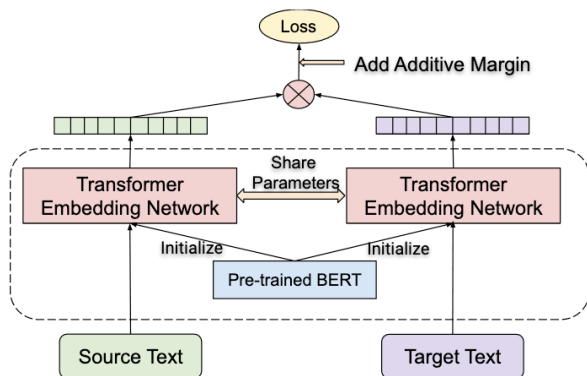 Loss
Add Additive Margin
Share
Parameters
Transformer
Embedding Network
Transformer
Embedding Network
Initialize
Initialize
Pre-trained BERT
Source Text
Target Text